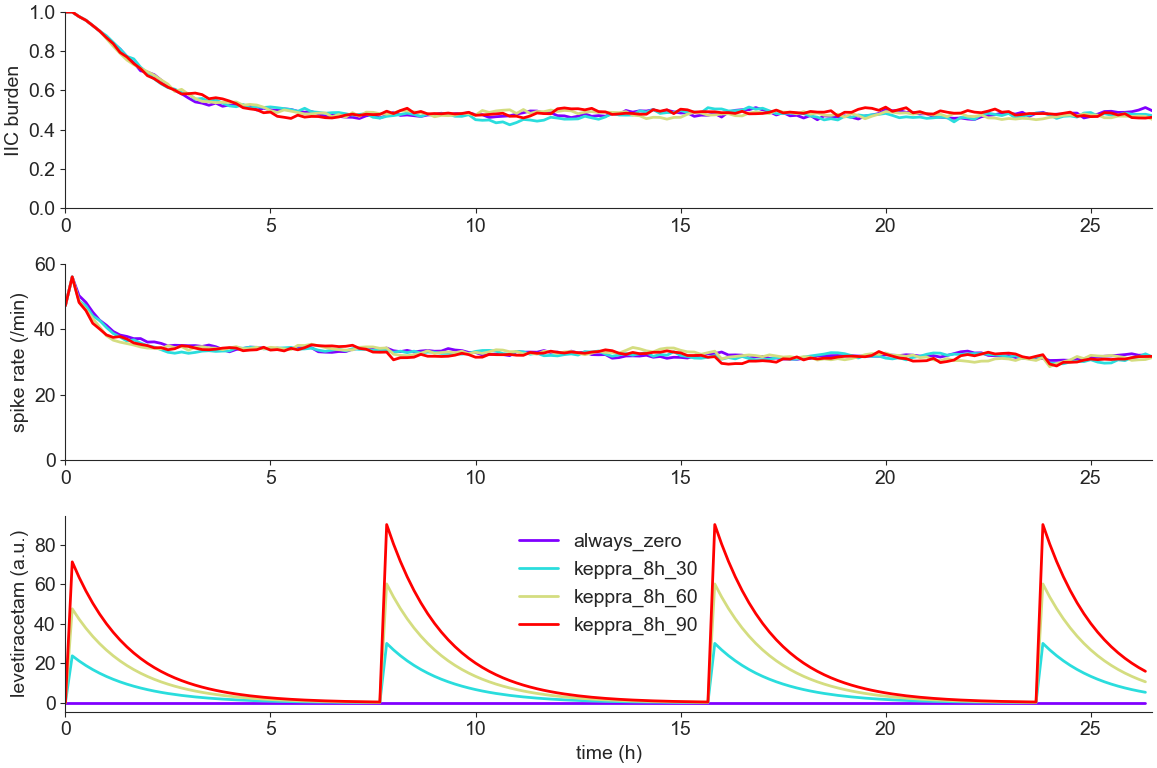 1.0
0.8
0.6
0.4
0.2
0.0
IIC burden
0 5 10 15 20 25
60
40
20
0
spike rate (/min)
0 5 10 15 20 25
80
60
40
20
0
levetiracetam (a.u.)
always_zero
keppra_8h_30
keppra_8h_60
keppra_8h_90
0 5 10 15 20 25
time (h)